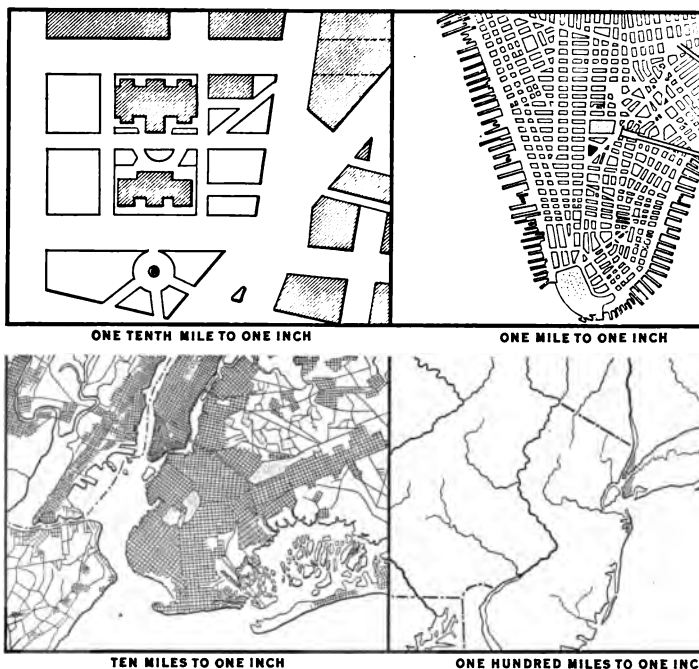 ONE TENTH MILE TO ONE INCH
ONE MILE TO ONE INCH
TEN MILES TO ONE INCH
ONE HUNDRED MILES TO ONE INC